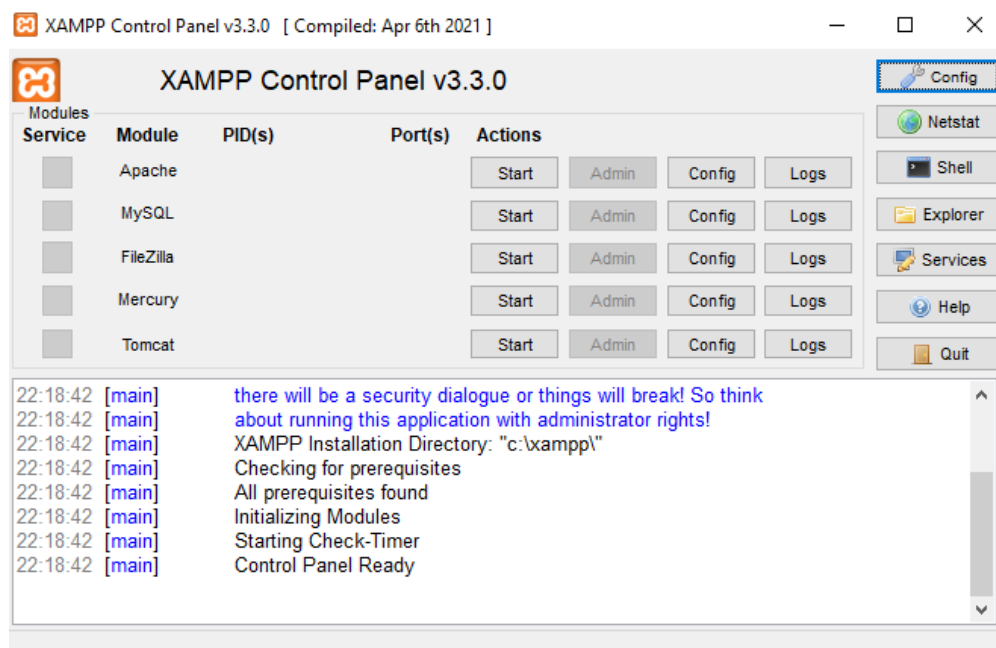 XAMPP Control Panel v3.3.0 [ Compiled: Apr 6th 2021 ]
XAMPP Control Panel v3.3.0
Config
Modules
Netstat
Service Module PID(s) Port(s) Actions
Apache Start Admin Config Logs
Shell
MySQL Start Admin Config Logs
Explorer
FileZilla Start Admin Config Logs
Services
Mercury Start Admin Config Logs
Help
Tomcat Start Admin Config Logs
Quit
22:18:42 [main] there will be a security dialogue or things will break! So think
22:18:42 [main] about running this application with administrator rights!
22:18:42 [main] XAMPP Installation Directory: "c:\xampp\"
22:18:42 [main] Checking for prerequisites
22:18:42 [main] All prerequisites found
22:18:42 [main] Initializing Modules
22:18:42 [main] Starting Check-Timer
22:18:42 [main] Control Panel Ready